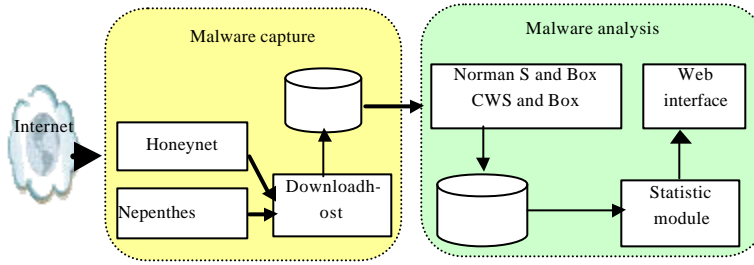 Malware capture
Malware analysis
Internet
Honeynet
Nepenthes
Downloadh-
ost
Norman S and Box
CWS and Box
Web
interface
Statistic
module